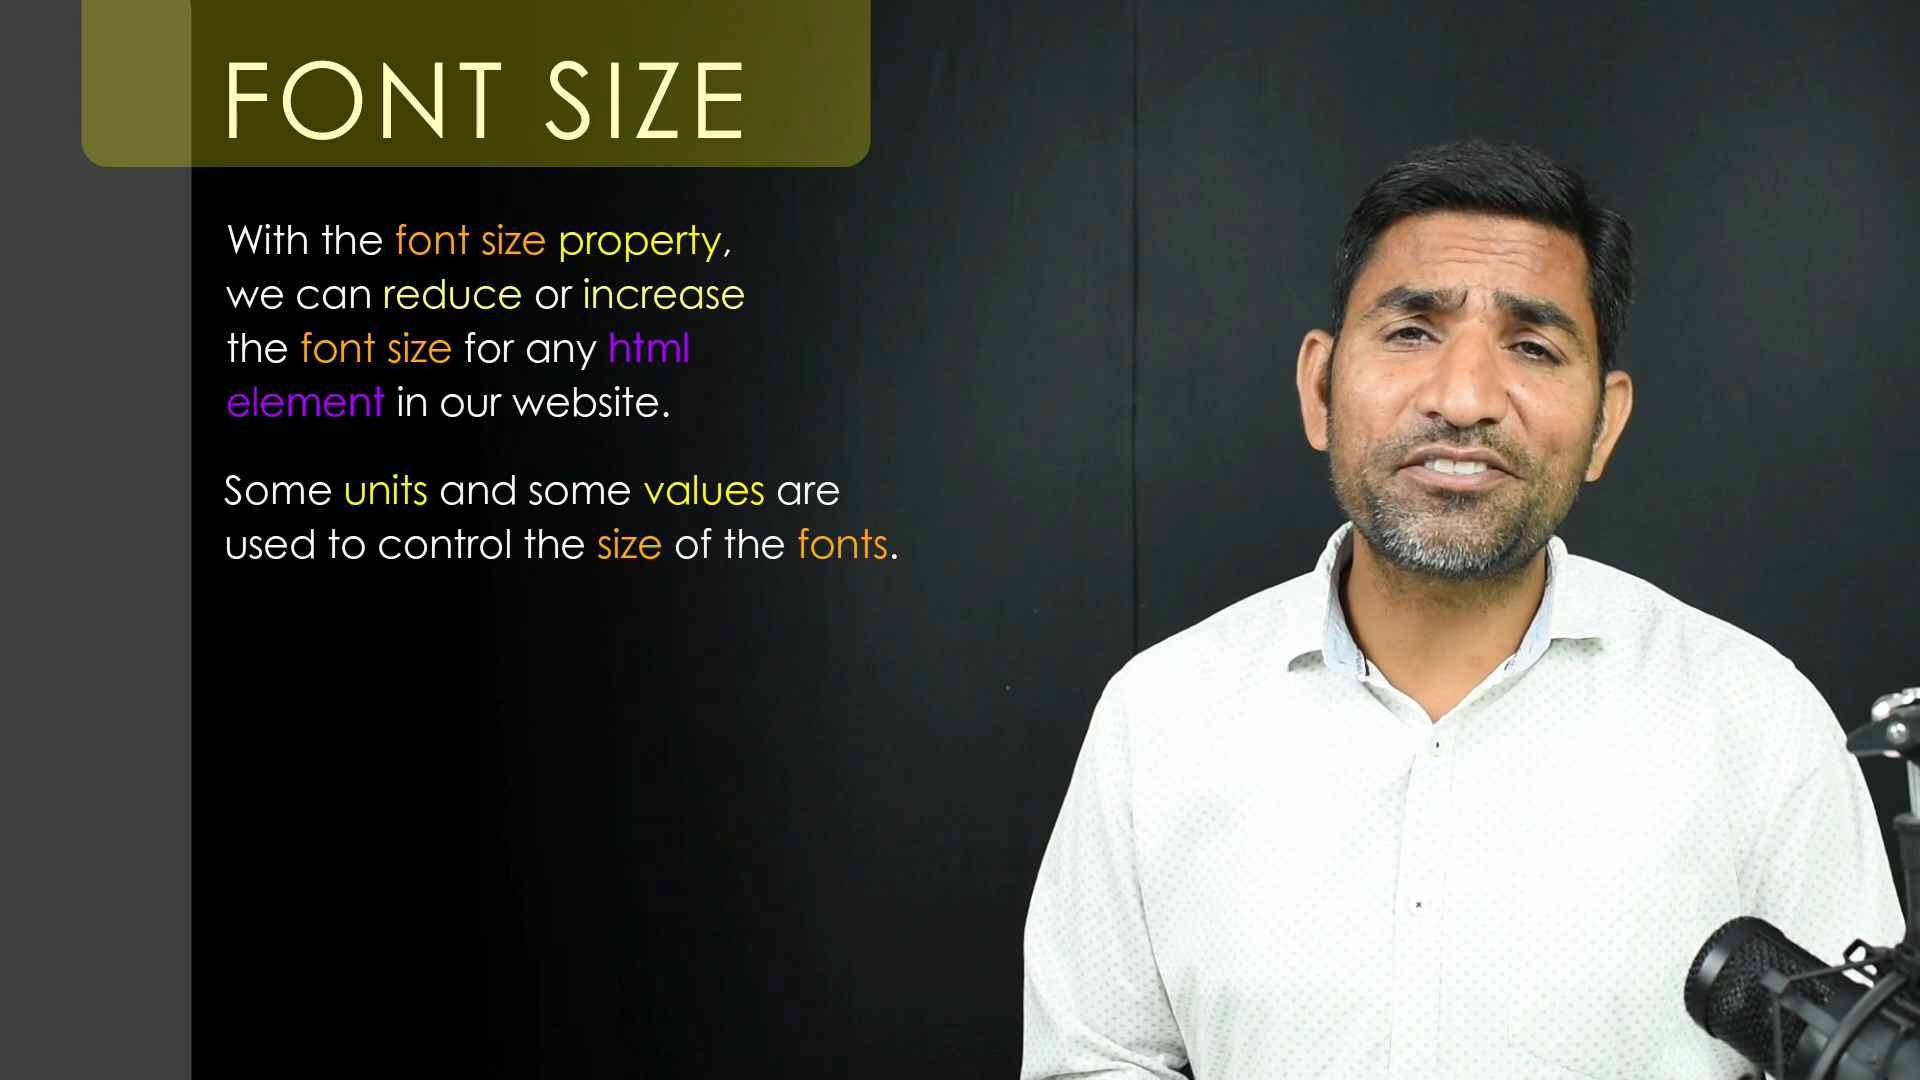 FONT SIZE
With the font size property,
we can reduce or increase
the font size for any html
element in our website.
Some units and some values are
used to control the size of the fonts.